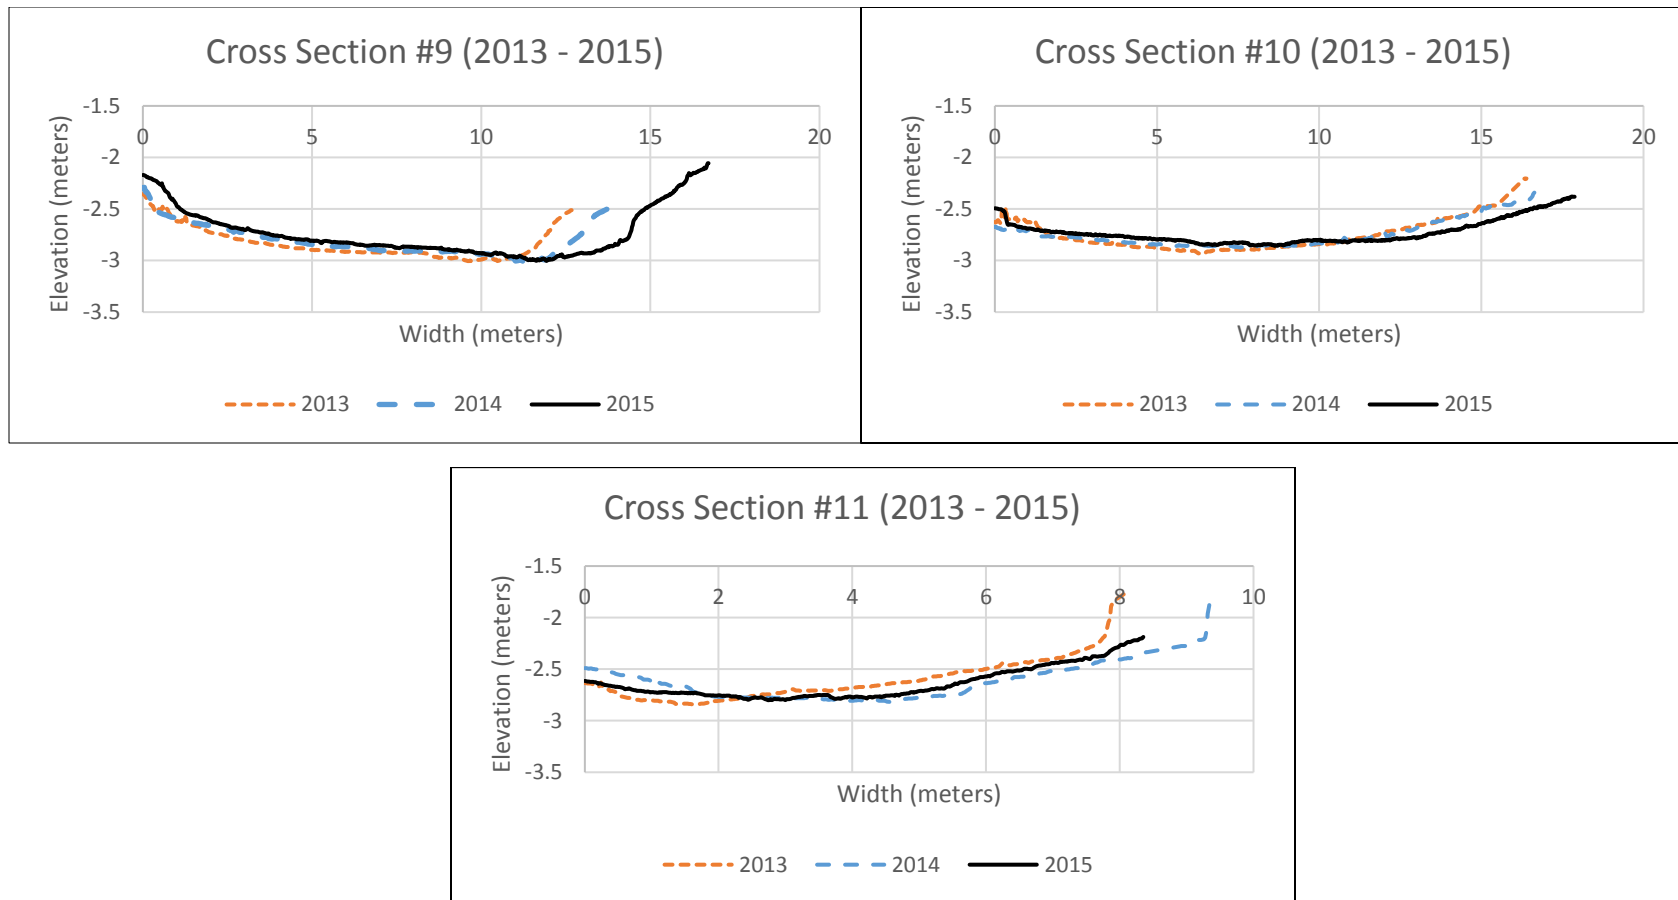 Cross Section #9 (2013 - 2015)
Elevation (meters)
-1.5
-2
-2.5
-3
-3.5
0 5 10 15 20
Width (meters)
2013 2014 2015
Cross Section #10 (2013 - 2015)
Elevation (meters)
-1.5
-2
-2.5
-3
-3.5
0 5 10 15 20
Width (meters)
2013 2014 2015
Cross Section #11 (2013 - 2015)
Elevation (meters)
-1.5
-2
-2.5
-3
-3.5
0 2 4 6 8 10
Width (meters)
2013 2014 2015